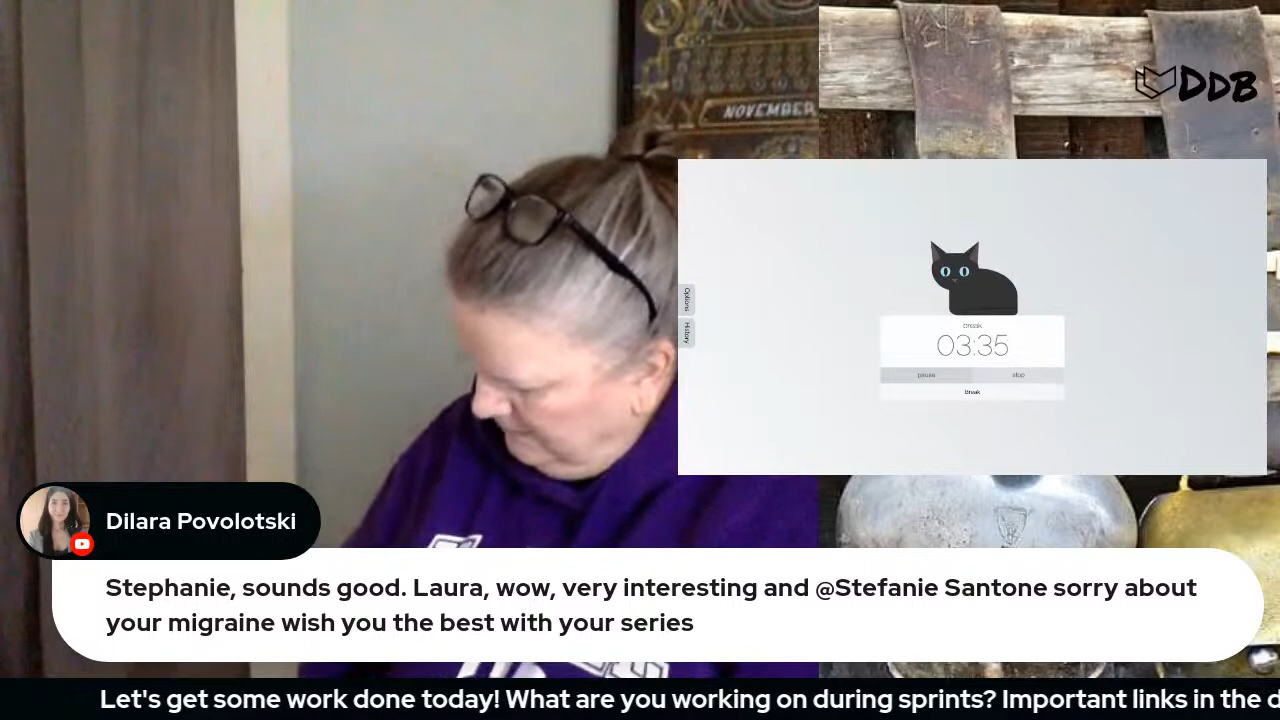 NOVEMBER
DDB
Options
History
break
03:35
pause
stop
Break
Dilara Povolotski
Stephanie, sounds good. Laura, wow, very interesting and @Stefanie Santone sorry about
your migraine wish you the best with your series
Let's get some work done today! What are you working on during sprints? Important links in the d